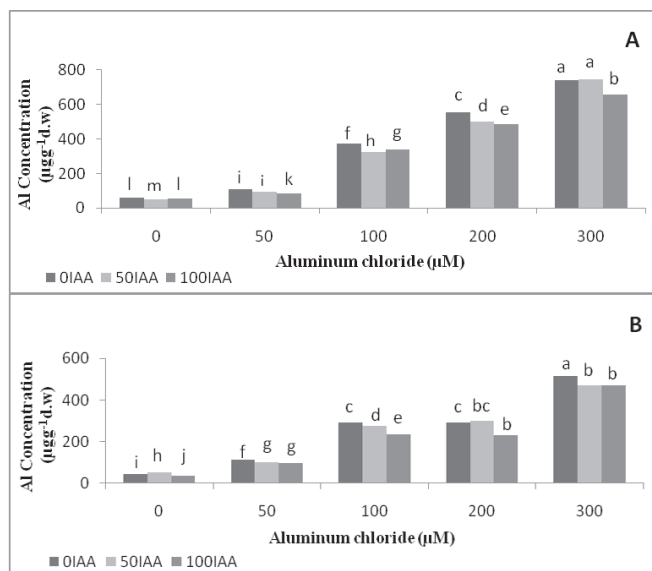 A
Al Concentration
(µgg⁻¹d.w)
800
600
400
200
0
l m l
i i k
f h g
c d e
a a b
0 50 100 200 300
Aluminum chloride (µM)
0IAA 50IAA 100IAA
B
Al Concentration
(µgg⁻¹d.w)
600
400
200
0
i h j
f g g
c d e
c bc b
a b b
0 50 100 200 300
Aluminum chloride (µM)
0IAA 50IAA 100IAA